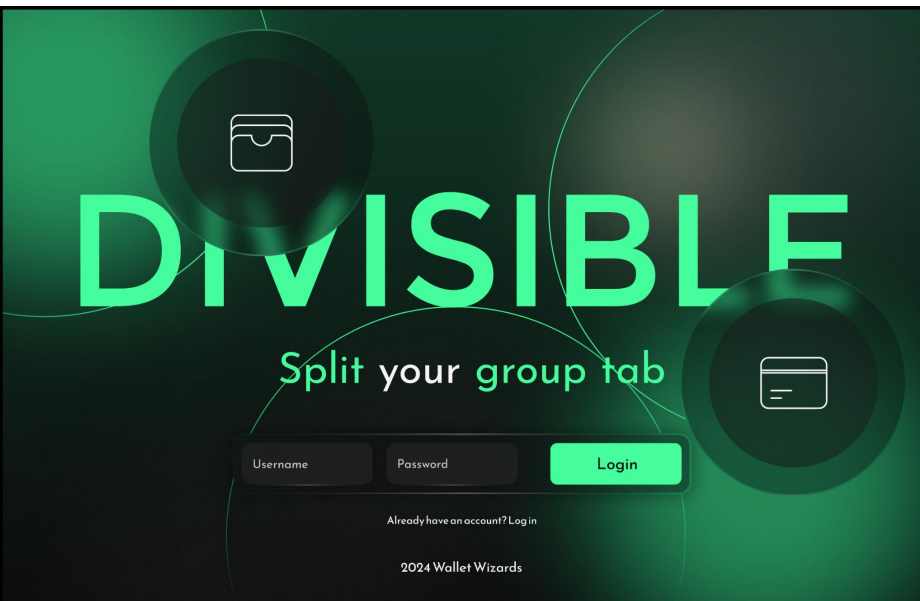 DIVISIBLE
Split your group tab
Username
Password
Login
Already have an account? Log in
2024 Wallet Wizards